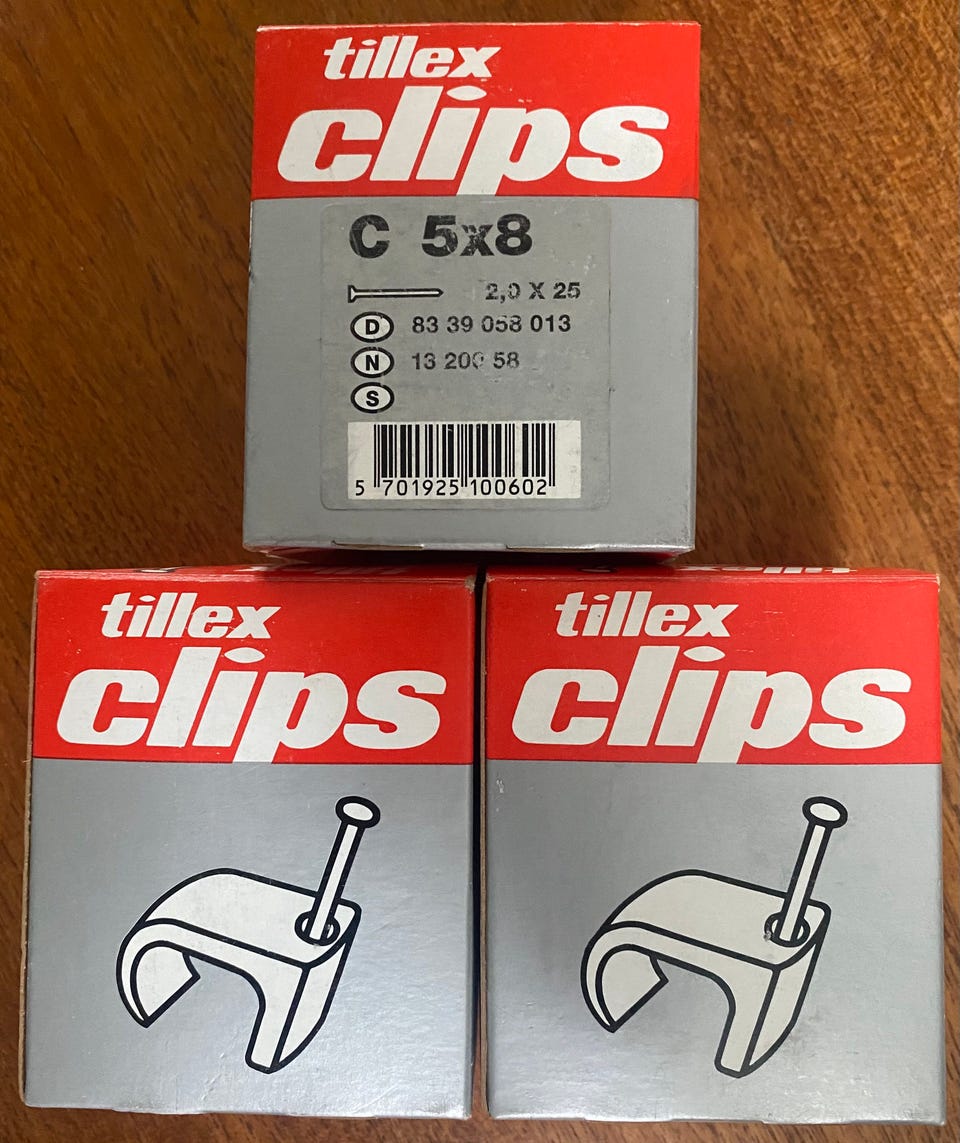 tillex
clips
C 5x8
2,0 X 25
D 83 39 058 013
N 13 200 58
S
5 701925 100602
tillex
clips
tillex
clips